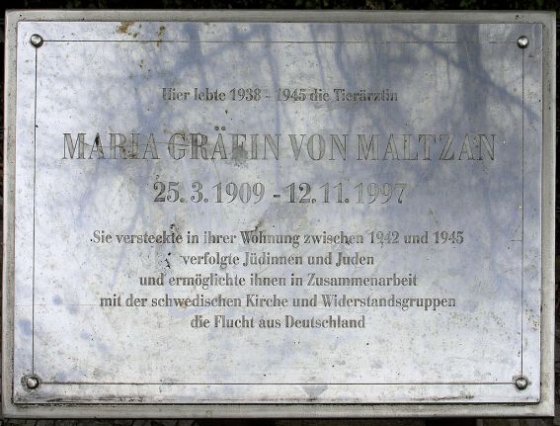 Hier lebte 1938 - 1945 die Tierärztin
MARIA GRÄFIN VON MALTZAN
25. 3. 1909 - 12. 11. 1997
Sie versteckte in ihrer Wohnung zwischen 1942 und 1945
verfolgte Jüdinnen und Juden
und ermöglichte ihnen in Zusammenarbeit
mit der schwedischen Kirche und Widerstandsgruppen
die Flucht aus Deutschland